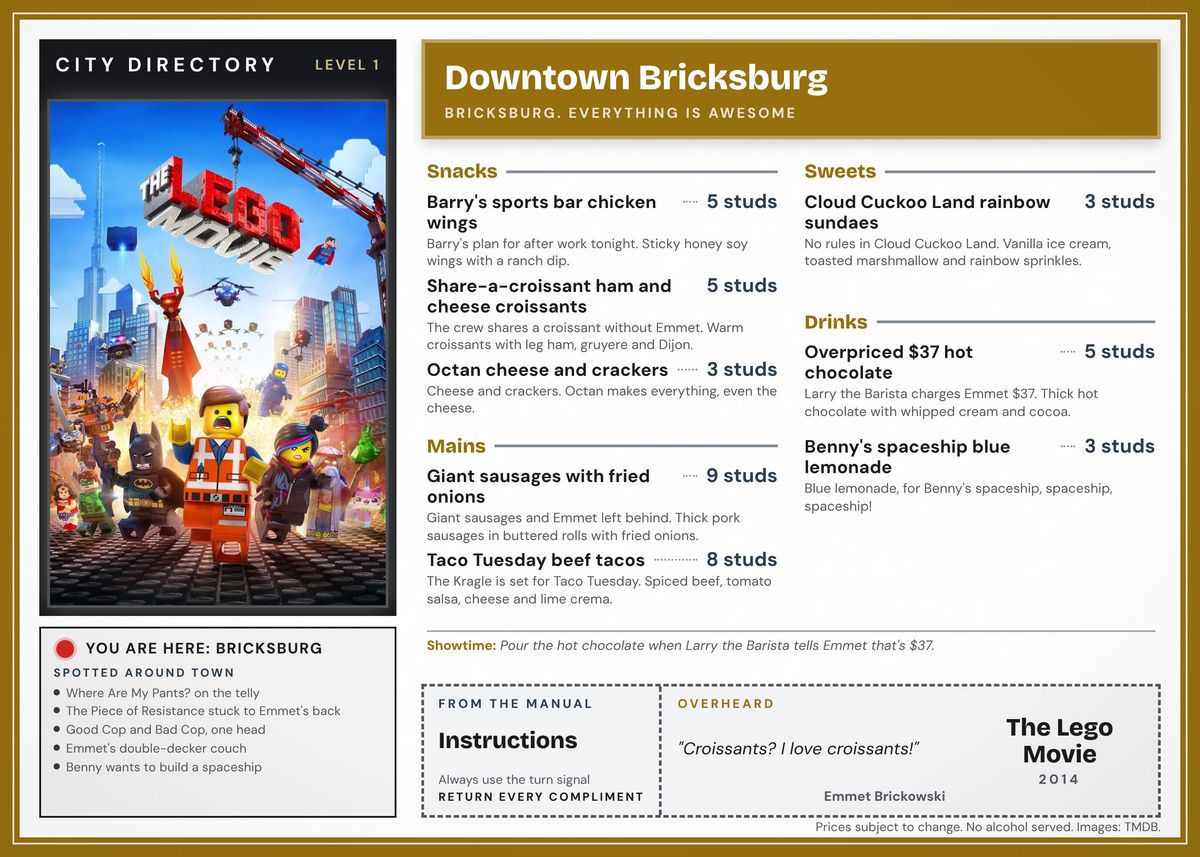 CITY DIRECTORY LEVEL 1
THE
LEGO
MOVIE
YOU ARE HERE: BRICKSBURG
SPOTTED AROUND TOWN
Where Are My Pants? on the telly
The Piece of Resistance stuck to Emmet's back
Good Cop and Bad Cop, one head
Emmet's double-decker couch
Benny wants to build a spaceship
Downtown Bricksburg
BRICKSBURG. EVERYTHING IS AWESOME
Snacks
Barry's sports bar chicken 5 studs
wings
Barry's plan for after work tonight. Sticky honey soy
wings with a ranch dip.
Share-a-croissant ham and 5 studs
cheese croissants
The crew shares a croissant without Emmet. Warm
croissants with leg ham, gruyere and Dijon.
Octan cheese and crackers 3 studs
Cheese and crackers. Octan makes everything, even the
cheese.
Mains
Giant sausages with fried 9 studs
onions
Giant sausages and Emmet left behind. Thick pork
sausages in buttered rolls with fried onions.
Taco Tuesday beef tacos 8 studs
The Kragle is set for Taco Tuesday. Spiced beef, tomato
salsa, cheese and lime crema.
Sweets
Cloud Cuckoo Land rainbow 3 studs
sundaes
No rules in Cloud Cuckoo Land. Vanilla ice cream,
toasted marshmallow and rainbow sprinkles.
Drinks
Overpriced $37 hot 5 studs
chocolate
Larry the Barista charges Emmet $37. Thick hot
chocolate with whipped cream and cocoa.
Benny's spaceship blue 3 studs
lemonade
Blue lemonade, for Benny's spaceship, spaceship,
spaceship!
Showtime: Pour the hot chocolate when Larry the Barista tells Emmet that's $37.
FROM THE MANUAL
Instructions
Always use the turn signal
RETURN EVERY COMPLIMENT
OVERHEARD
"Croissants? I love croissants!"
Emmet Brickowski
The Lego
Movie
2014
Prices subject to change. No alcohol served. Images: TMDB.